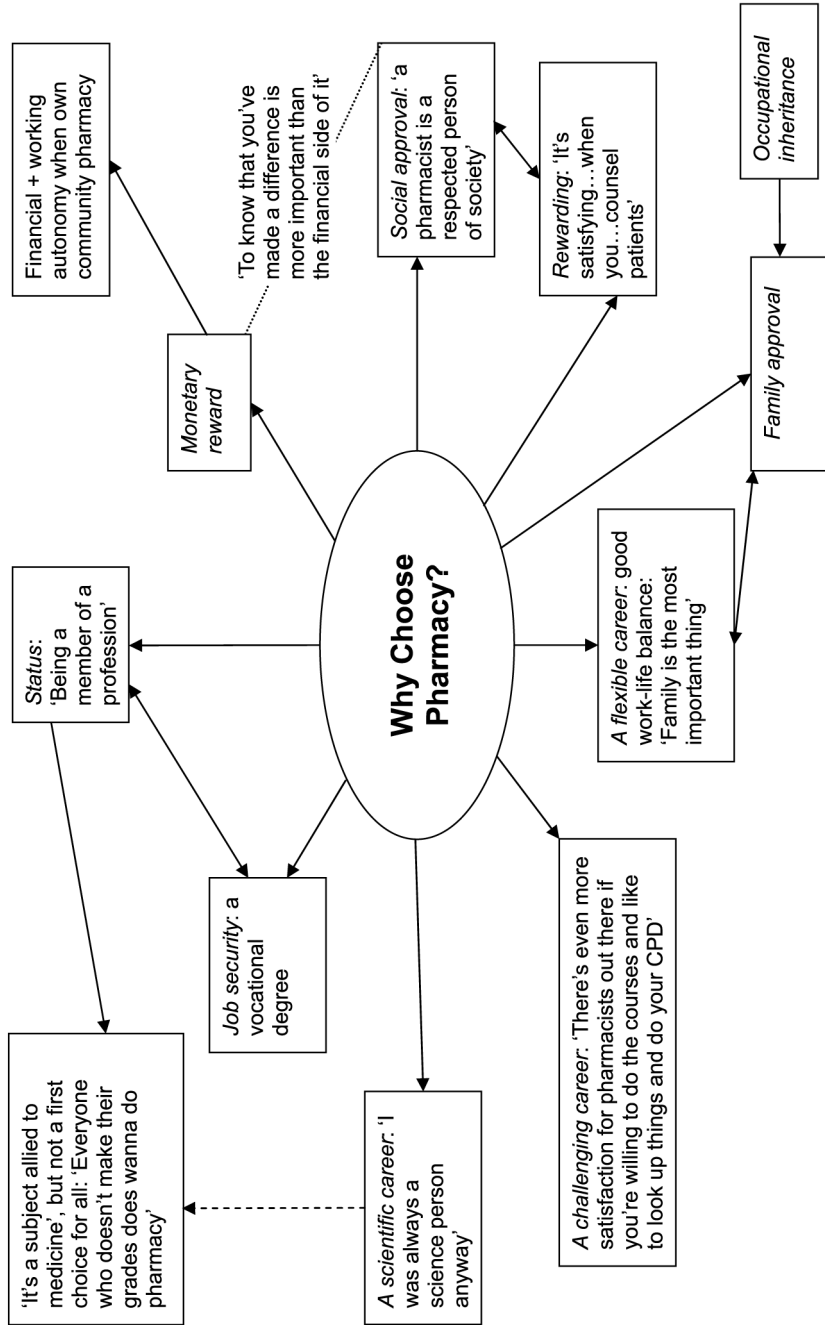 'It's a subject allied to
medicine', but not a first
choice for all: 'Everyone
who doesn't make their
grades does wanna do
pharmacy'
Status:
'Being a
member of a
profession'
Monetary
reward
Financial + working
autonomy when own
community pharmacy
Job security: a
vocational
degree
'To know that you've
made a difference is
more important than
the financial side of it'
Why Choose
Pharmacy?
A scientific career: 'I
was always a
science person
anyway'
Social approval: 'a
pharmacist is a
respected person
of society'
Rewarding: 'It's
satisfying…when
you…counsel
patients'
A challenging career: 'There's even more
satisfaction for pharmacists out there if
you're willing to do the courses and like
to look up things and do your CPD'
A flexible career: good
work-life balance:
'Family is the most
important thing'
Family approval
Occupational
inheritance